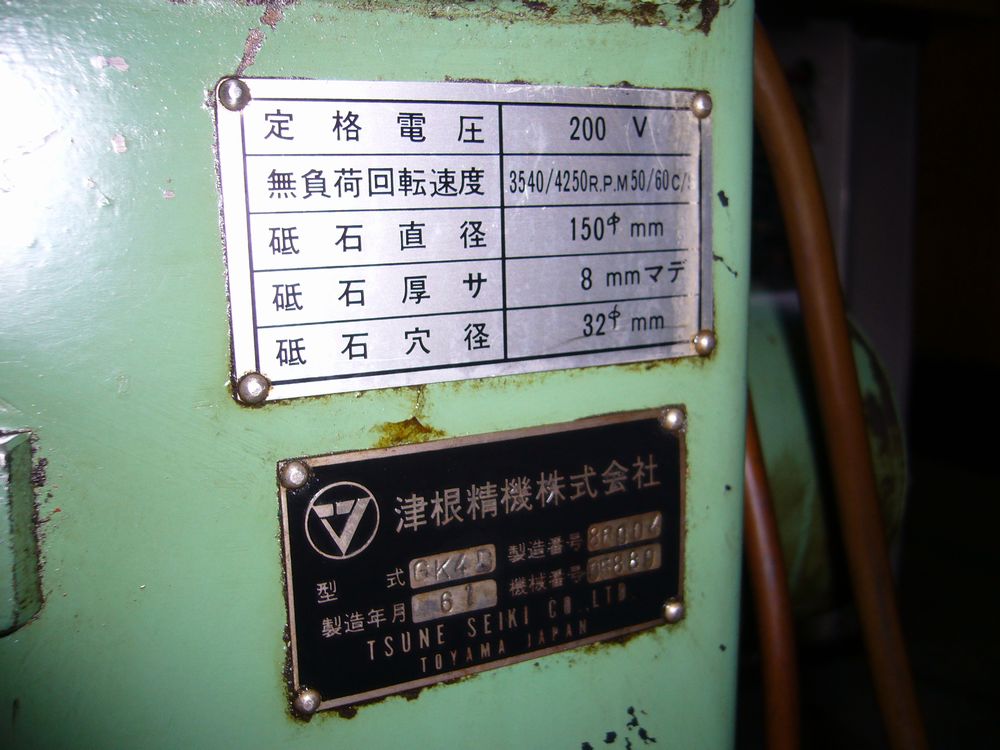 定格電圧 200 V
無負荷回転速度 3540/4250R.P.M50/60C/S
砥石直径 150φ mm
砥石厚サ 8 mmマデ
砥石穴径 32φ mm
津根精機株式会社
型式 製造番号
製造年月 61 機械番号
TSUNE SEIKI CO.,LTD.
TOYAMA JAPAN